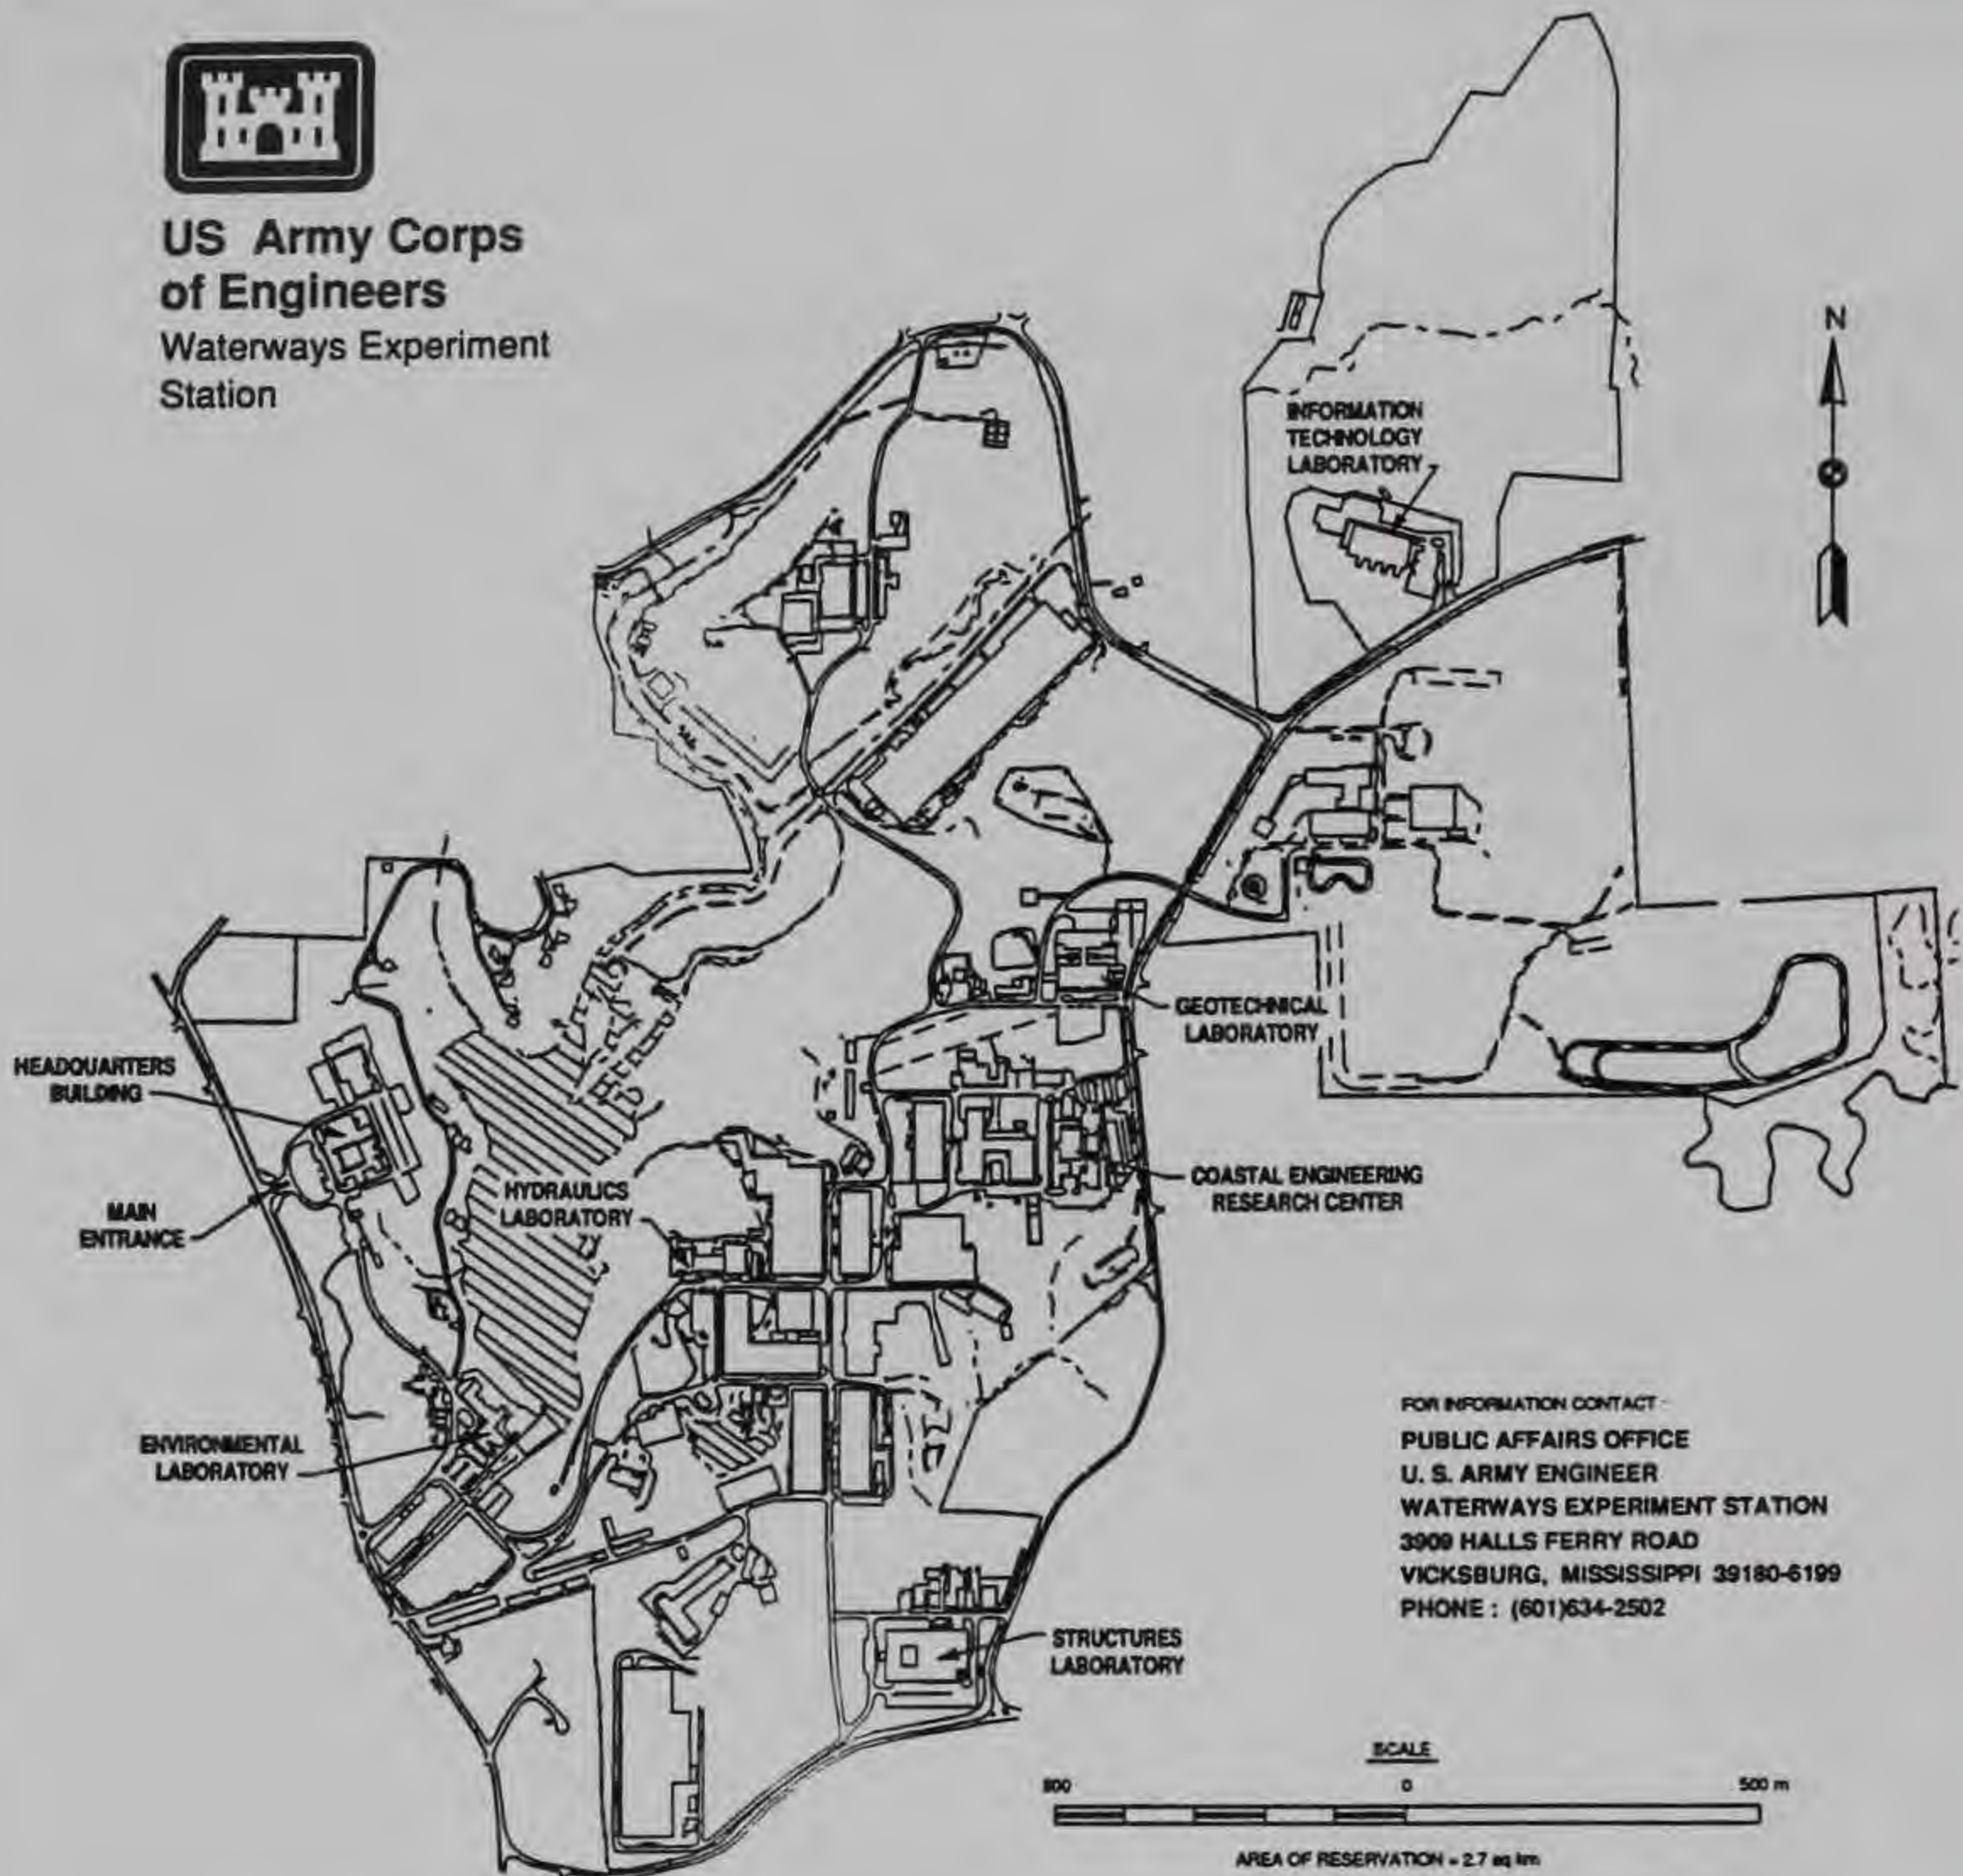 US Army Corps
of Engineers
Waterways Experiment
Station
N
INFORMATION
TECHNOLOGY
LABORATORY
GEOTECHNICAL
LABORATORY
HEADQUARTERS
BUILDING
MAIN
ENTRANCE
HYDRAULICS
LABORATORY
COASTAL ENGINEERING
RESEARCH CENTER
ENVIRONMENTAL
LABORATORY
STRUCTURES
LABORATORY
FOR INFORMATION CONTACT
PUBLIC AFFAIRS OFFICE
U. S. ARMY ENGINEER
WATERWAYS EXPERIMENT STATION
3909 HALLS FERRY ROAD
VICKSBURG, MISSISSIPPI 39180-6199
PHONE : (601)634-2502
SCALE
500 0 500 m
AREA OF RESERVATION = 2.7 sq km